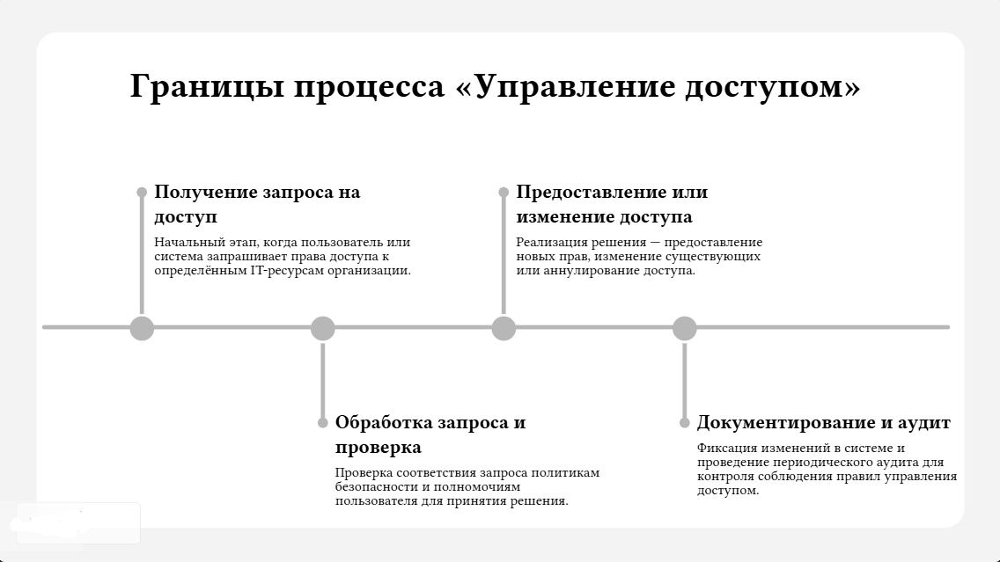 Границы процесса «Управление доступом»
Получение запроса на
доступ
Начальный этап, когда пользователь или
система запрашивает права доступа к
определённым IT-ресурсам организации.
Предоставление или
изменение доступа
Реализация решения — предоставление
новых прав, изменение существующих
или аннулирование доступа.
Обработка запроса и
проверка
Проверка соответствия запроса политикам
безопасности и полномочиям
пользователя для принятия решения.
Документирование и аудит
Фиксация изменений в системе и
проведение периодического аудита для
контроля соблюдения правил управления
доступом.